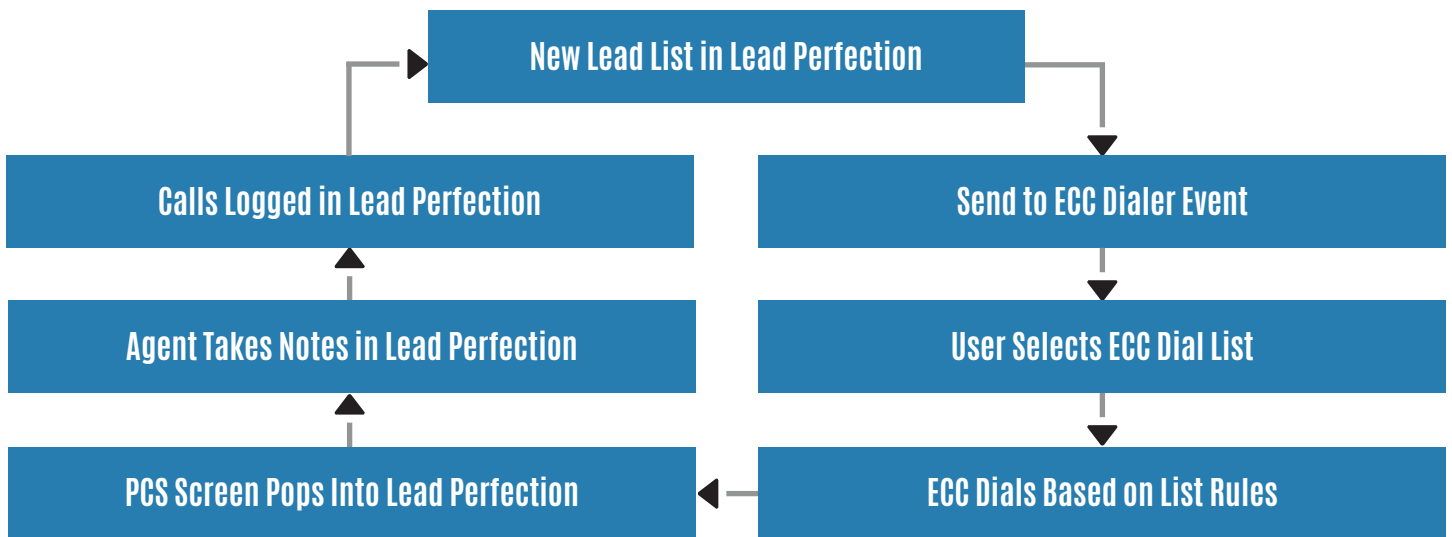 New Lead List in Lead Perfection
Calls Logged in Lead Perfection
Send to ECC Dialer Event
Agent Takes Notes in Lead Perfection
User Selects ECC Dial List
PCS Screen Pops Into Lead Perfection
ECC Dials Based on List Rules